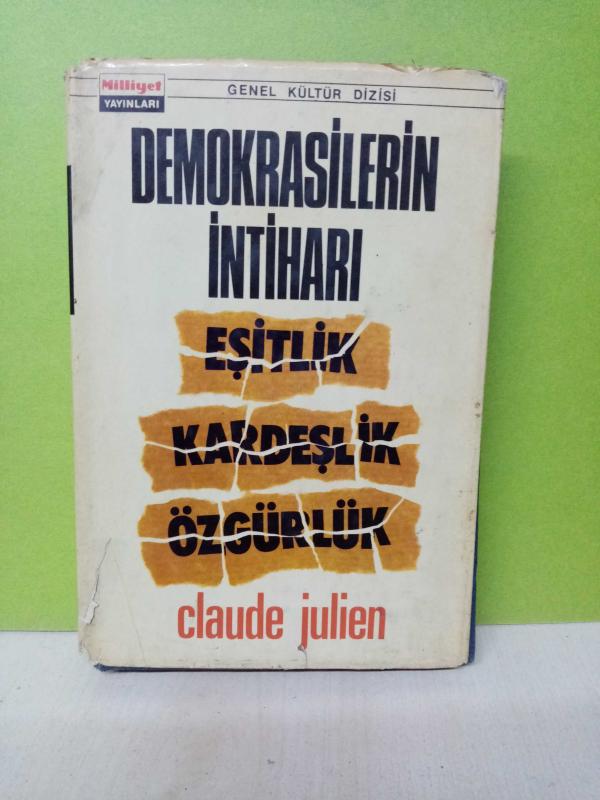 Milliyet
YAYINLARI
GENEL KÜLTÜR DİZİSİ
DEMOKRASİLERİN
İNTİHARI
EŞİTLİK
KARDEŞLİK
ÖZGÜRLÜK
claude julien